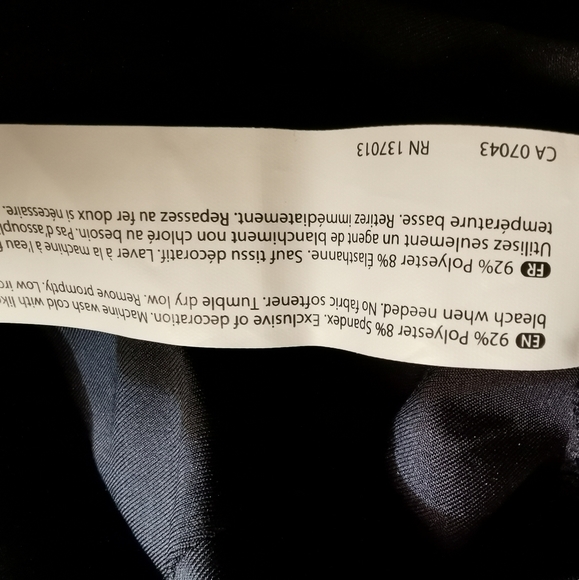 EN 92% Polyester 8% Spandex. Exclusive of decoration. Machine wash cold with
bleach when needed. No fabric softener. Tumble dry low. Remove promptly. Low
FR 92% Polyester 8% Élasthanne. Sauf tissu décoratif. Laver à la machine à l'eau
Utilisez seulement un agent de blanchiment non chloré au besoin. Pas
température basse. Retirez immédiatement. Repassez au fer doux si nécessaire.
CA 07043 RN 137013